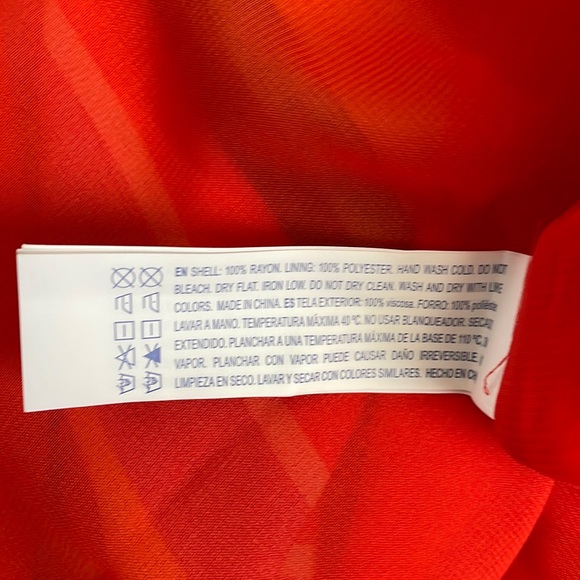 EN SHELL: 100% RAYON. LINING: 100% POLYESTER. HAND WASH COLD. DO NOT
BLEACH. DRY FLAT. IRON LOW. DO NOT DRY CLEAN. WASH AND DRY WITH LIKE
COLORS. MADE IN CHINA. ES TELA EXTERIOR: 100% viscosa. FORRO: 100% poliéster
LAVAR A MANO. TEMPERATURA MÁXIMA 40 ºC. NO USAR BLANQUEADOR. SECAD
EXTENDIDO. PLANCHAR A UNA TEMPERATURA MÁXIMA DE LA BASE DE 110 ºC,
VAPOR. PLANCHAR CON VAPOR PUEDE CAUSAR DAÑO IRREVERSIBLE.
LIMPIEZA EN SECO. LAVAR Y SECAR CON COLORES SIMILARES. HECHO EN CH